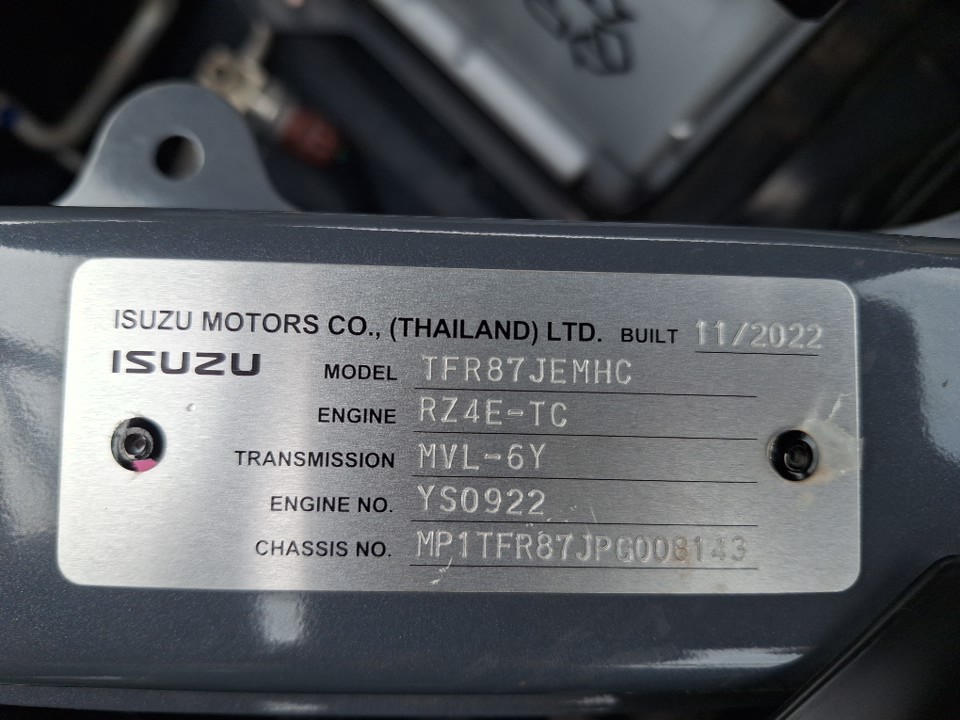 ISUZU MOTORS CO., (THAILAND) LTD. BUILT 11/2022
ISUZU MODEL TFR87JEMHC
ENGINE RZ4E-TC
TRANSMISSION MVL-6Y
ENGINE NO. YS0922
CHASSIS NO. MP1TFR87JPG008143